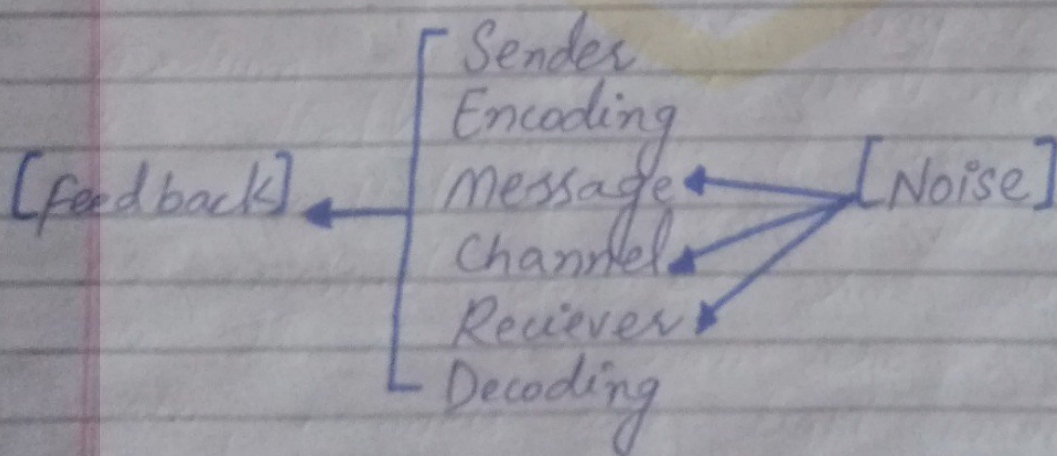 Sender
Encoding
[feedback] Message [Noise]
Channel
Reciever
Decoding